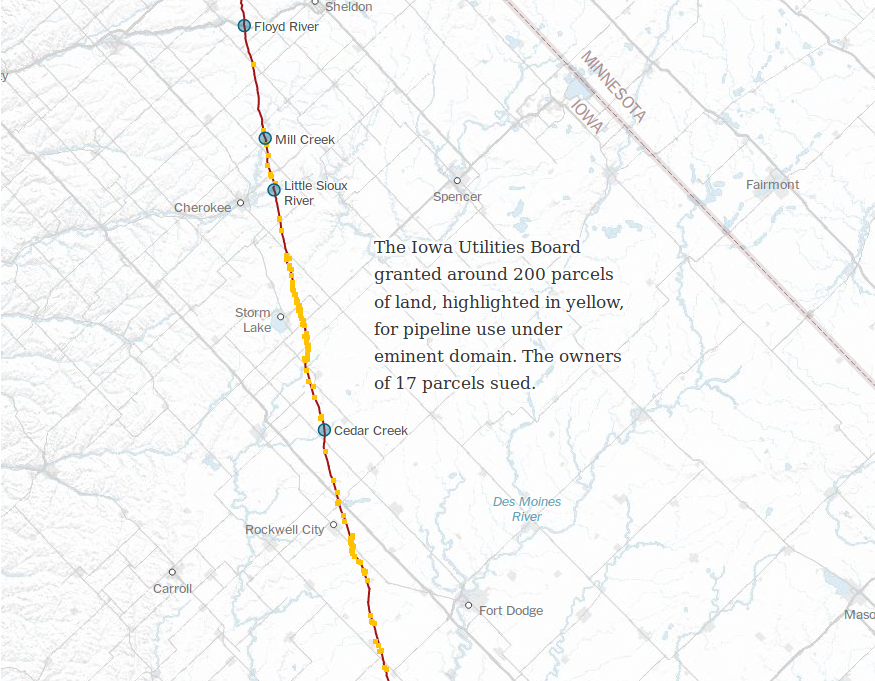 Sheldon
Floyd River
MINNESOTA
IOWA
Mill Creek
Little Sioux
River
Spencer
Fairmont
Cherokee
The Iowa Utilities Board
granted around 200 parcels
of land, highlighted in yellow,
for pipeline use under
eminent domain. The owners
of 17 parcels sued.
Storm
Lake
Cedar Creek
Des Moines
River
Rockwell City
Carroll
Fort Dodge
Maso